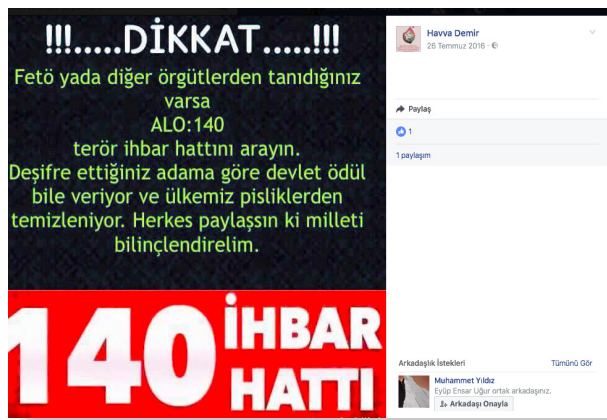 !!!.....DİKKAT.....!!!
Fetö yada diğer örgütlerden tanıdığınız
varsa
ALO:140
terör ihbar hattını arayın.
Deşifre ettiğiniz adama göre devlet ödül
bile veriyor ve ülkemiz pisliklerden
temizleniyor. Herkes paylaşsın ki milleti
bilinçlendirelim.
140 İHBAR
HATTI
Havva Demir
26 Temmuz 2016 ·
Paylaş
1
1 paylaşım
Arkadaşlık İstekleri Tümünü Gör
Muhammet Yıldız
Eyüp Ensar Uğur ortak arkadaşınız.
Arkadaşı Onayla